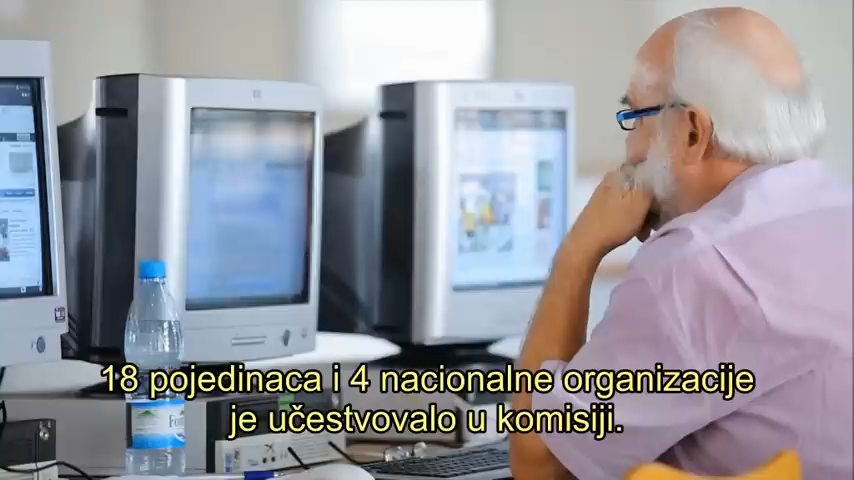 18 pojedinaca i 4 nacionalne organizacije
je učestvovalo u komisiji.